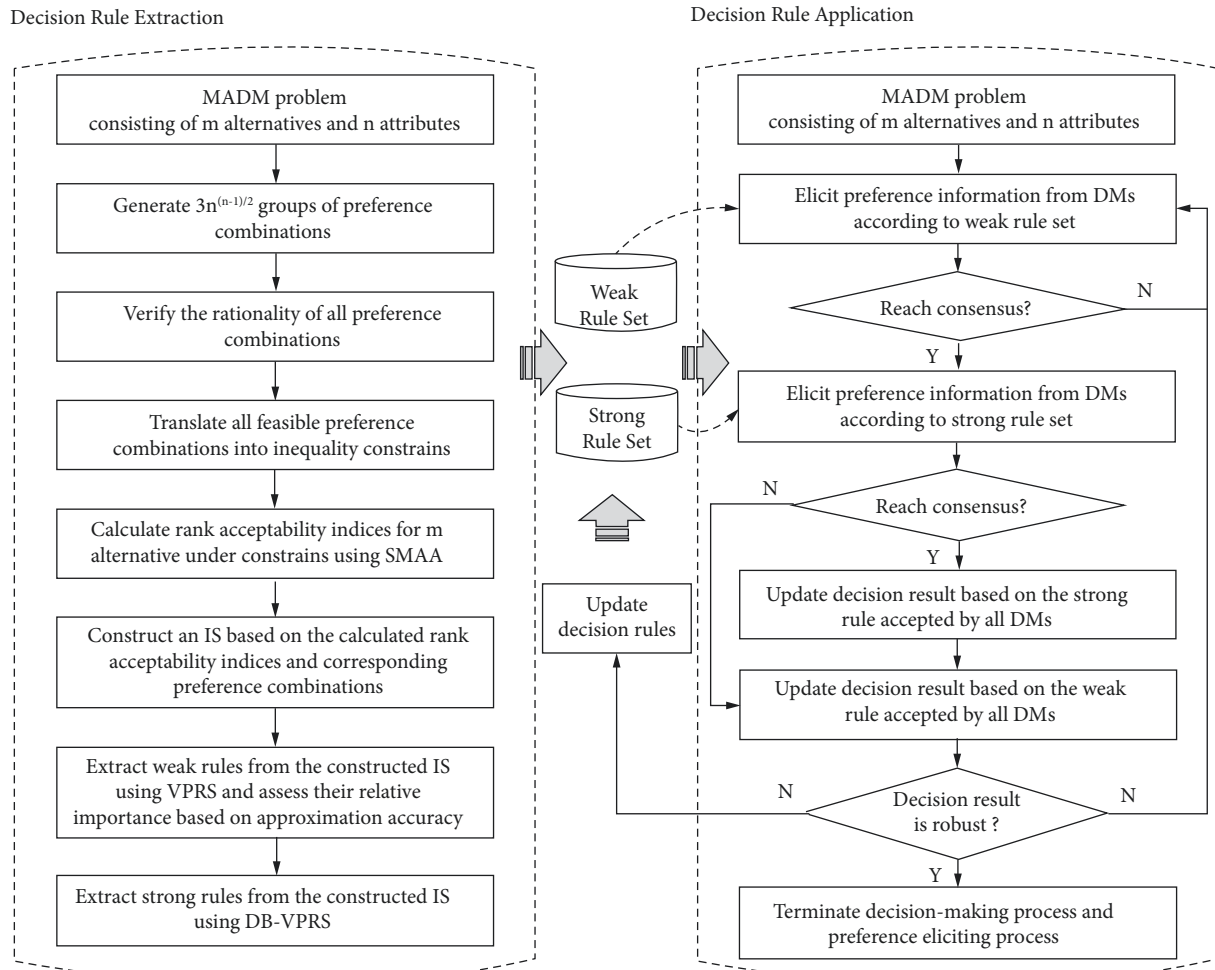 Decision Rule Extraction
MADM problem
consisting of m alternatives and n attributes
Generate 3n^(n-1)/2 groups of preference
combinations
Verify the rationality of all preference
combinations
Translate all feasible preference
combinations into inequality constrains
Calculate rank acceptability indices for m
alternative under constrains using SMAA
Construct an IS based on the calculated rank
acceptability indices and corresponding
preference combinations
Extract weak rules from the constructed IS
using VPRS and assess their relative
importance based on approximation accuracy
Extract strong rules from the constructed IS
using DB-VPRS
Weak
Rule Set
Strong
Rule Set
Update
decision rules
Decision Rule Application
MADM problem
consisting of m alternatives and n attributes
Elicit preference information from DMs
according to weak rule set
Reach consensus?
N
Y
Elicit preference information from DMs
according to strong rule set
N
Reach consensus?
Y
Update decision result based on the strong
rule accepted by all DMs
Update decision result based on the weak
rule accepted by all DMs
N
Decision result
is robust ?
N
Y
Terminate decision-making process and
preference eliciting process